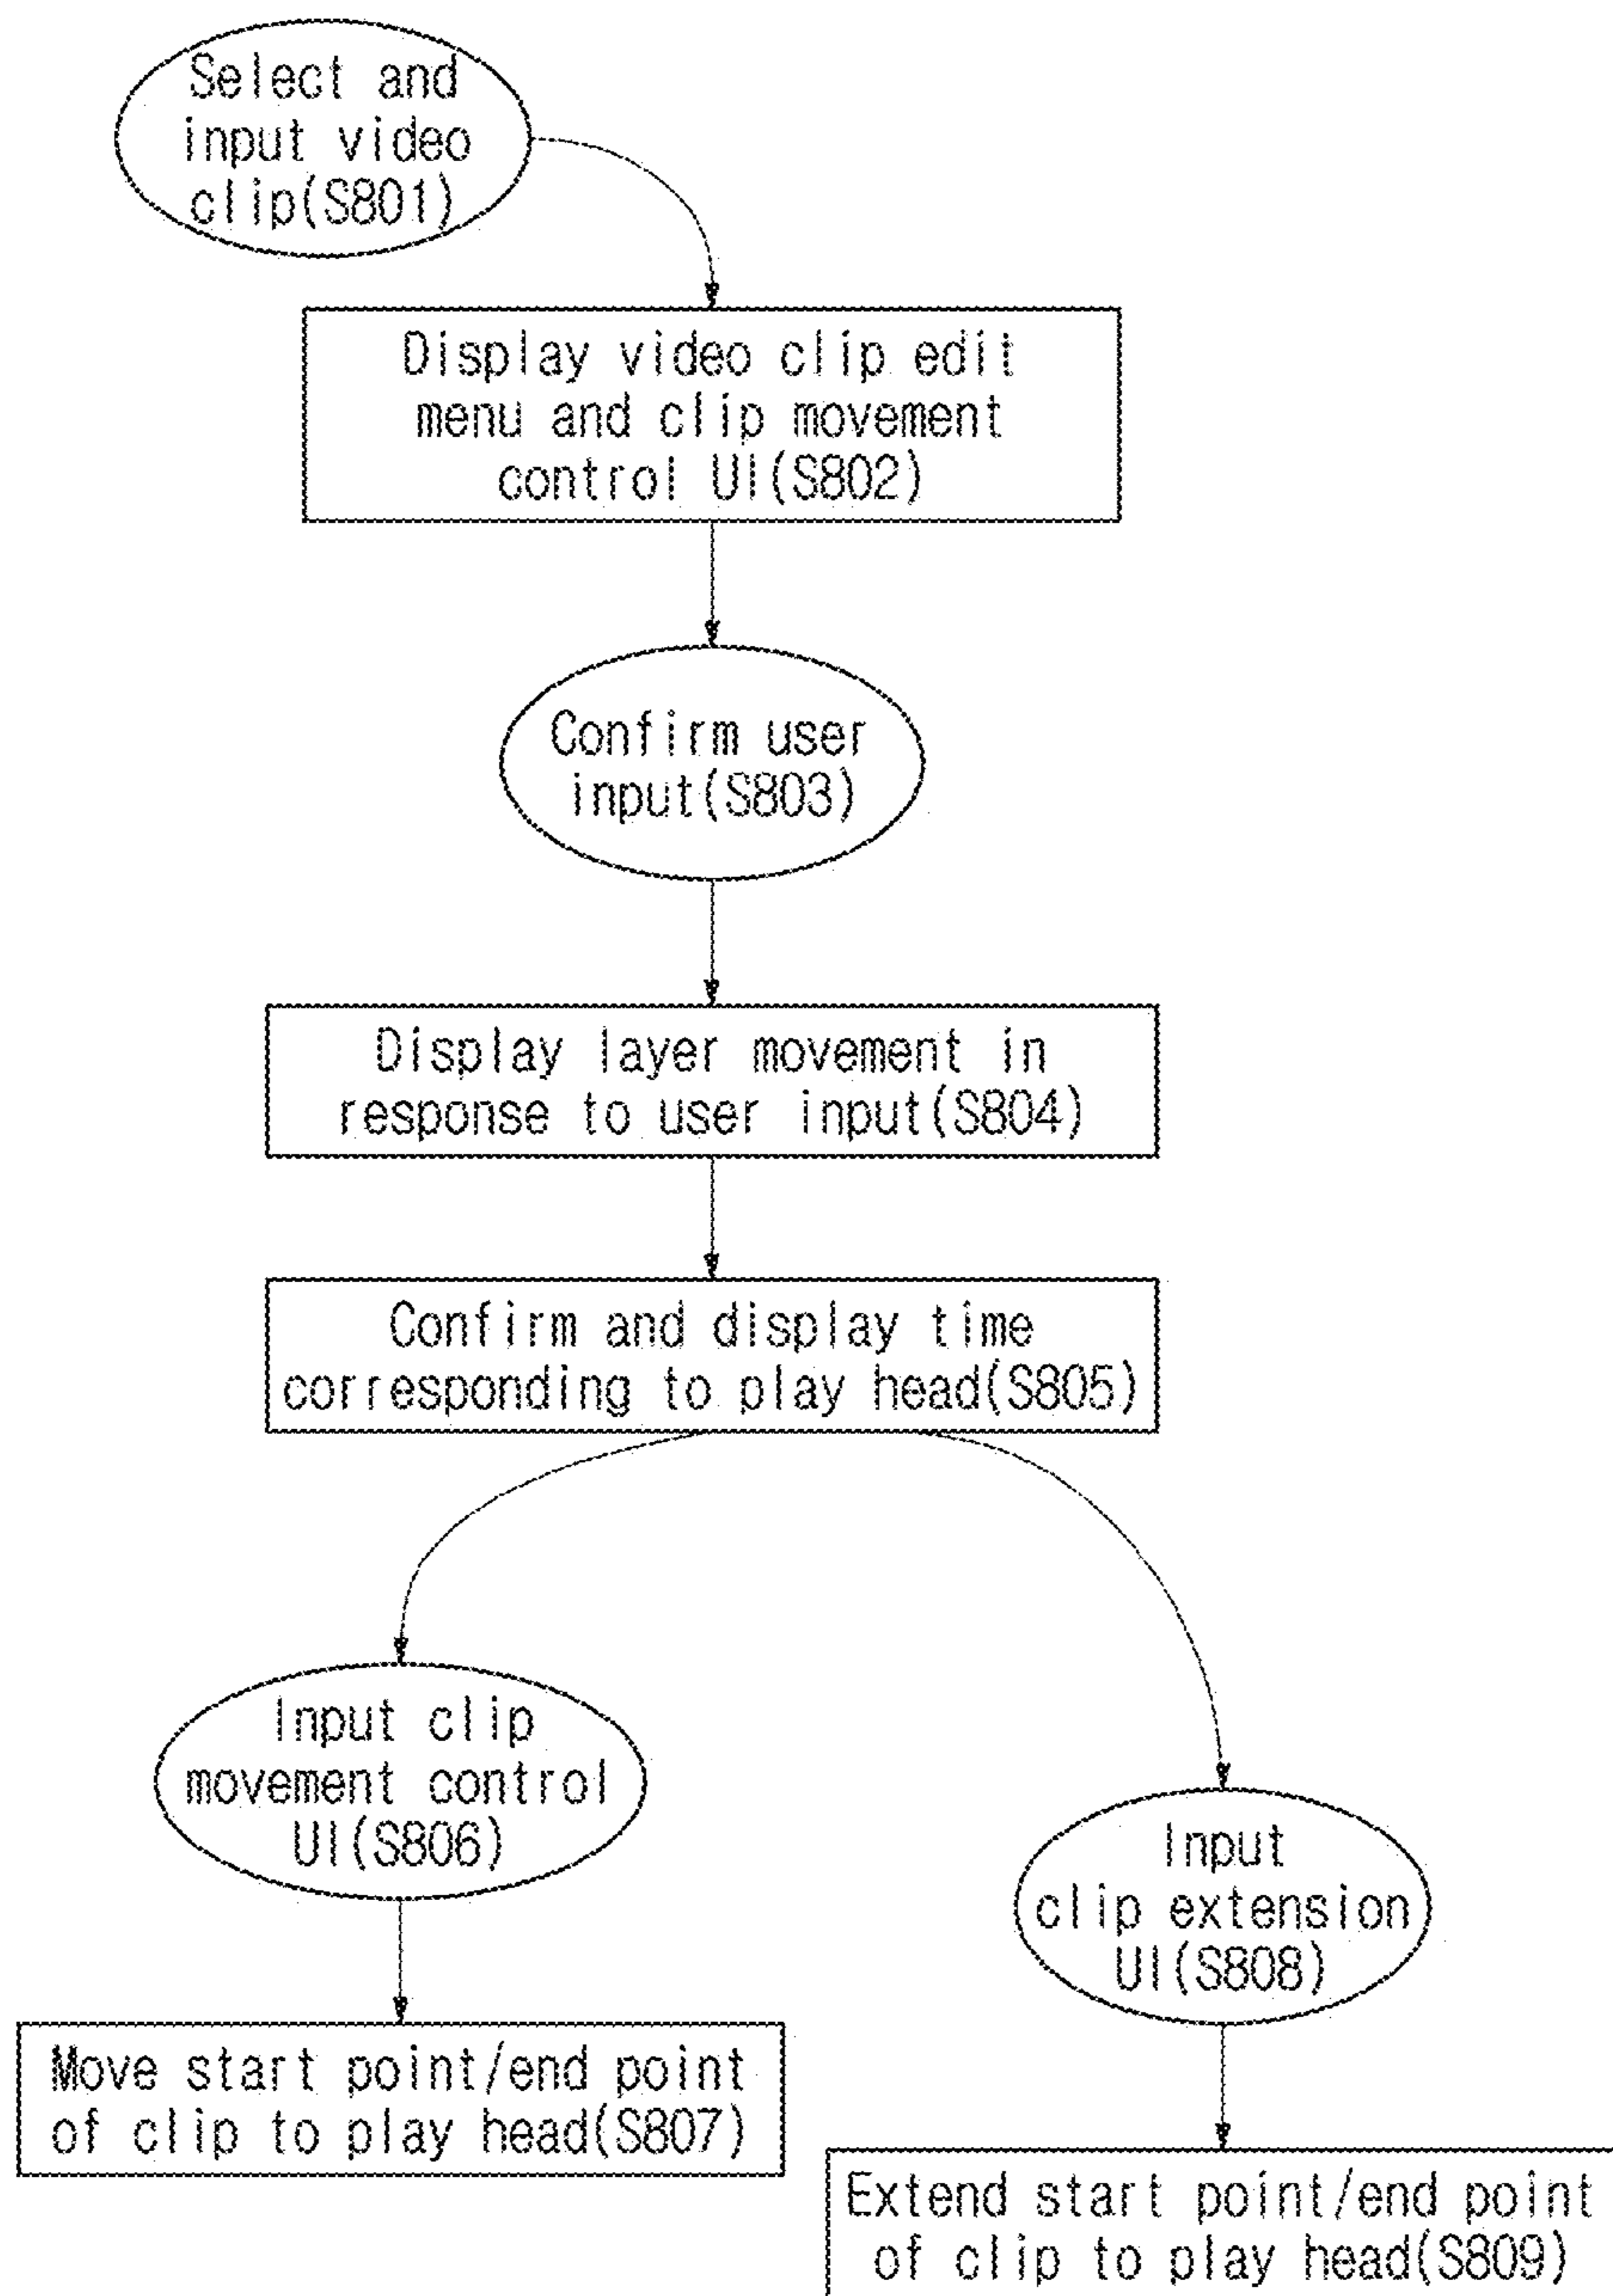 Select and
input video
clip(S801)
Display video clip edit
menu and clip movement
control UI(S802)
Confirm user
input(S803)
Display layer movement in
response to user input(S804)
Confirm and display time
corresponding to play head(S805)
Input clip
movement control
UI(S806)
Move start point/end point
of clip to play head(S807)
Input
clip extension
UI(S808)
Extend start point/end point
of clip to play head(S809)